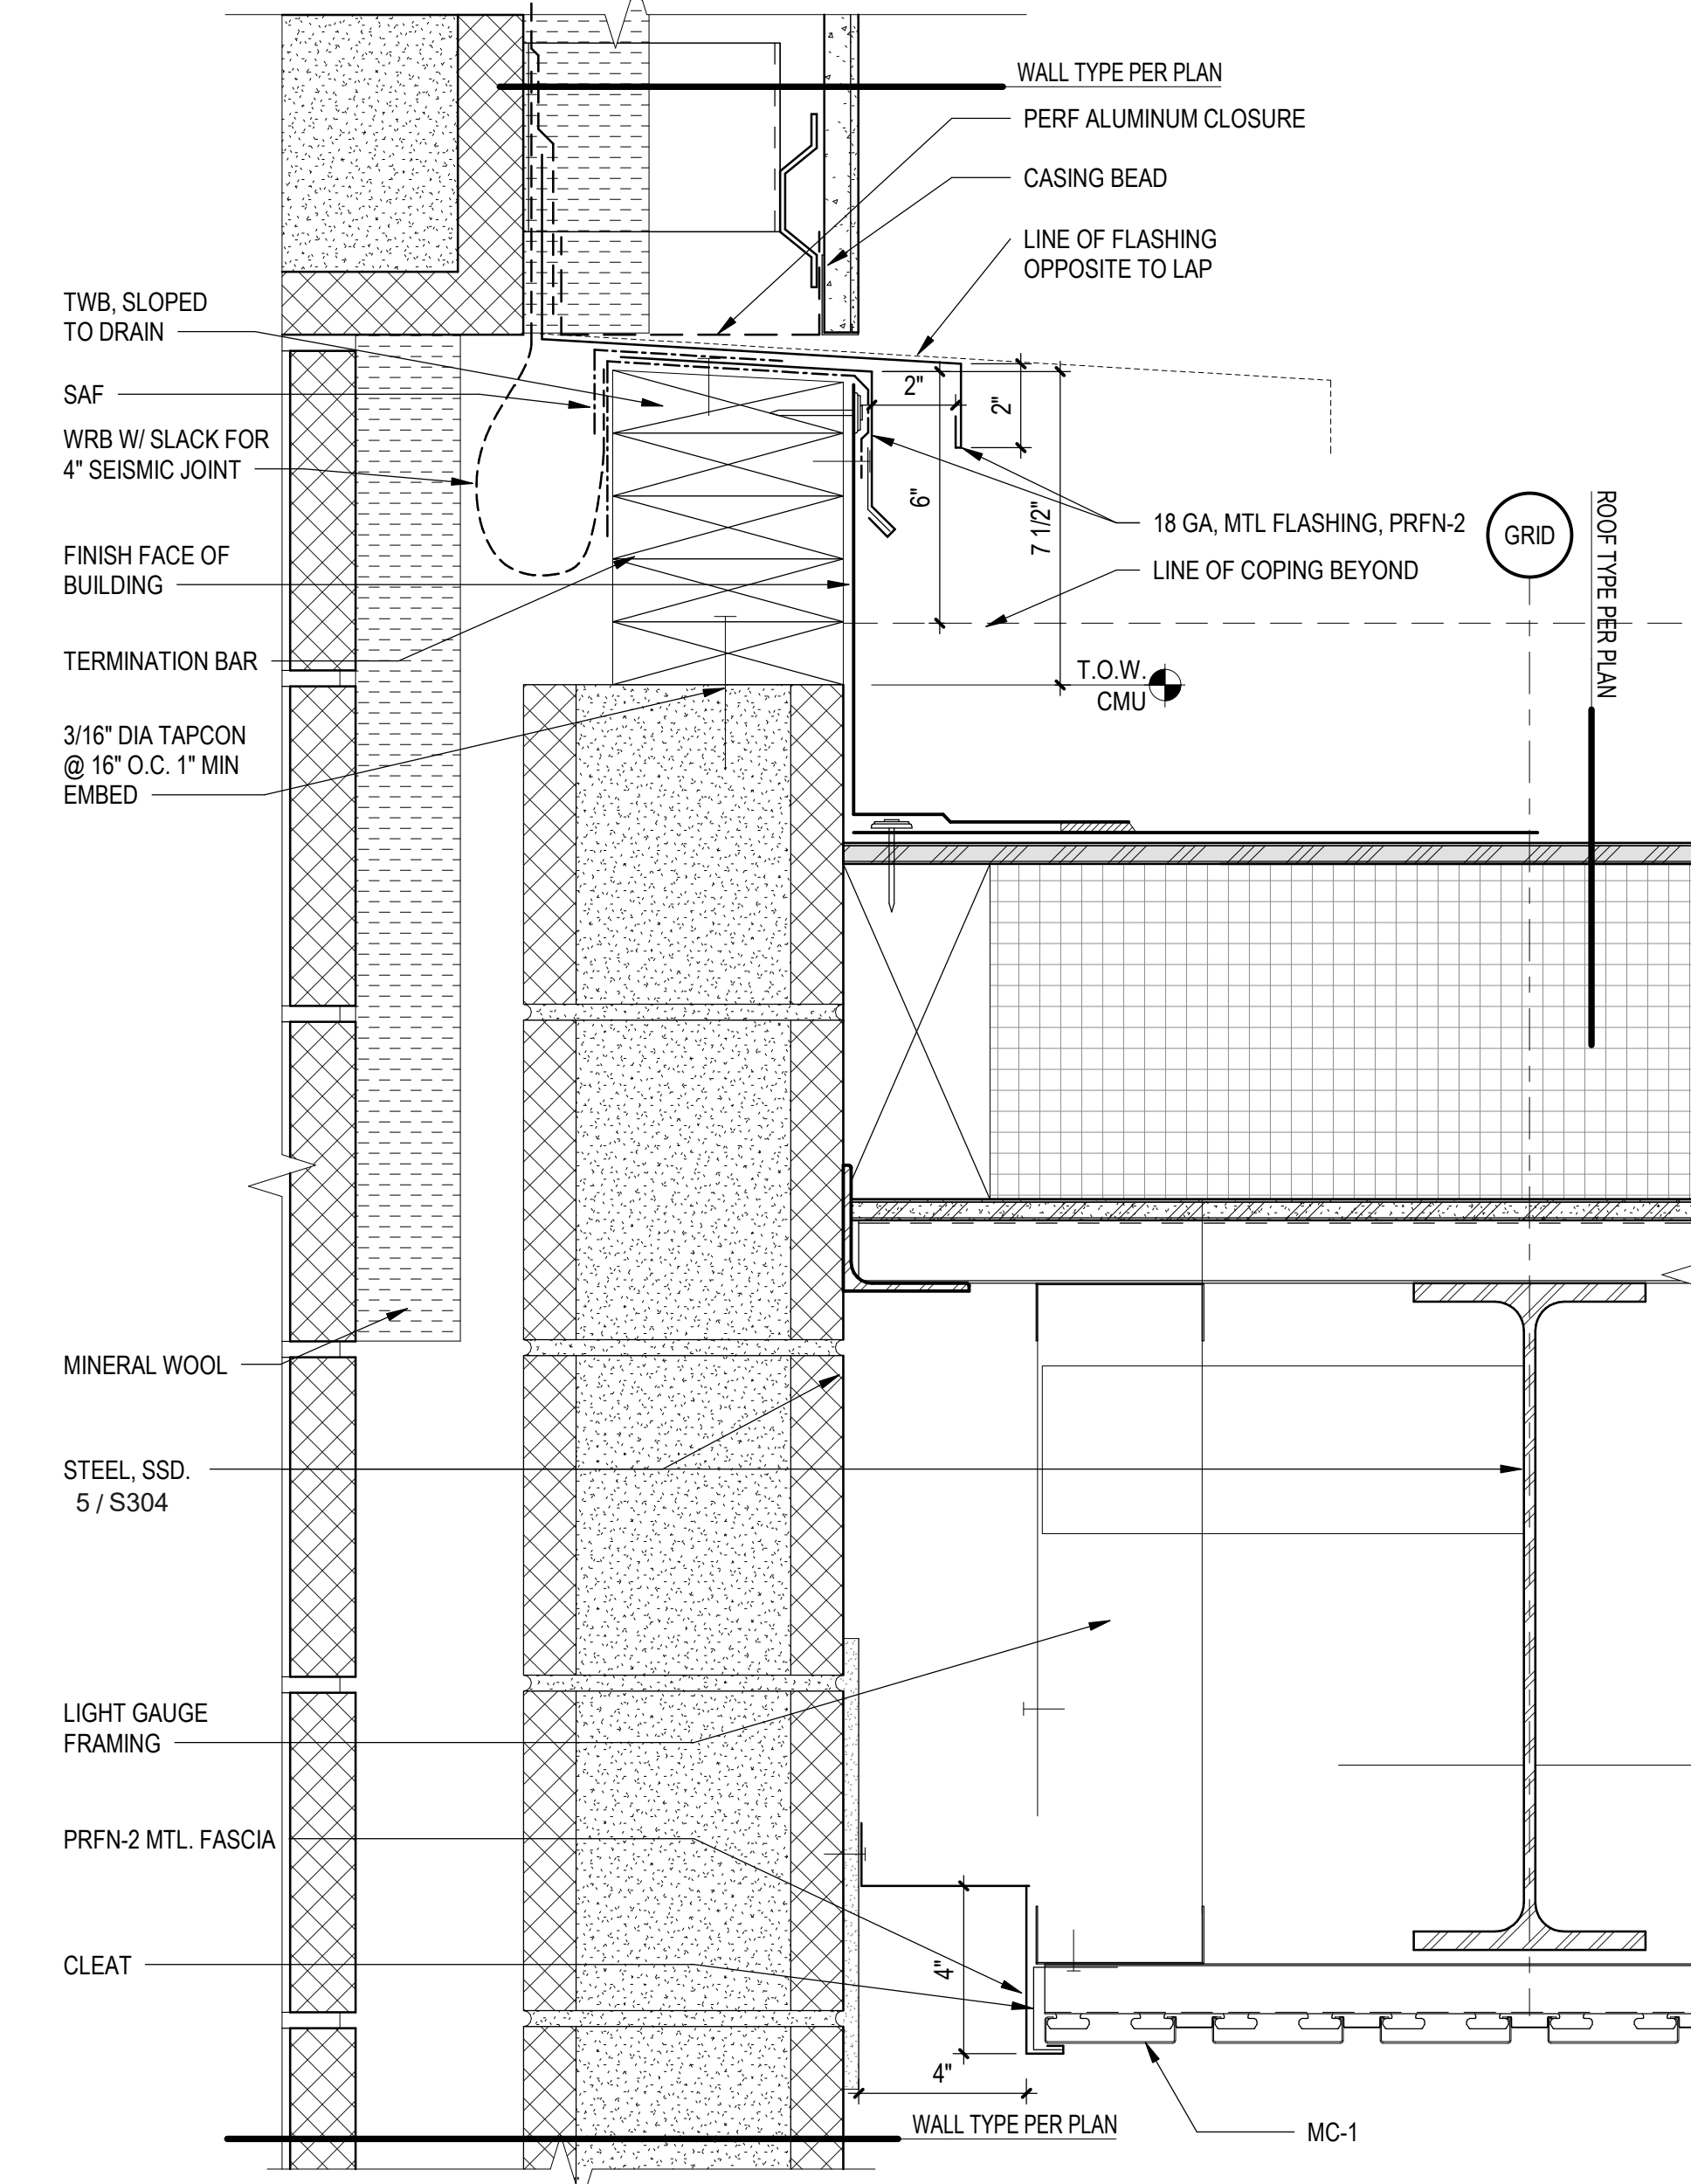 WALL TYPE PER PLAN
PERF ALUMINUM CLOSURE
CASING BEAD
LINE OF FLASHING
OPPOSITE TO LAP
TWB, SLOPED
TO DRAIN
SAF
WRB W/ SLACK FOR
4" SEISMIC JOINT
FINISH FACE OF
BUILDING
TERMINATION BAR
3/16" DIA TAPCON
@ 16" O.C. 1" MIN
EMBED
2"
2"
6"
7 1/2"
18 GA, MTL FLASHING, PRFN-2
LINE OF COPING BEYOND
GRID
ROOF TYPE PER PLAN
T.O.W.
CMU
MINERAL WOOL
STEEL, SSD.
5 / S304
LIGHT GAUGE
FRAMING
PRFN-2 MTL. FASCIA
CLEAT
4"
4"
WALL TYPE PER PLAN
MC-1